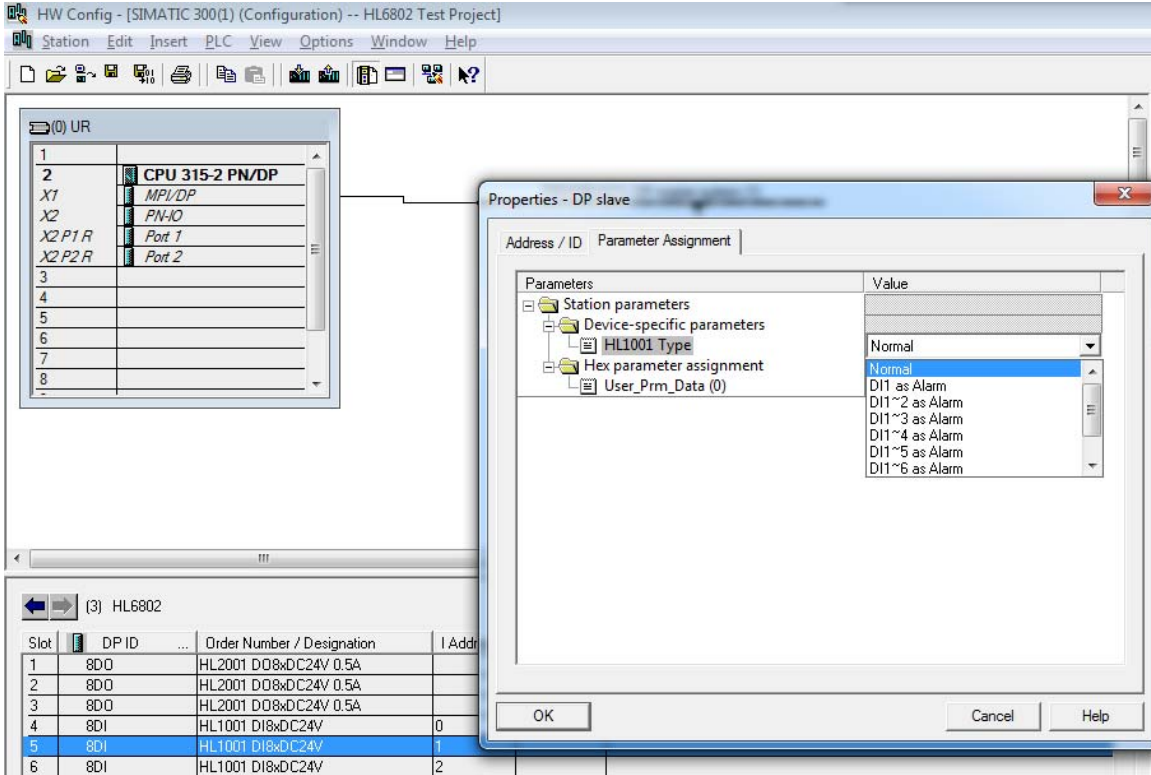 HW Config - [SIMATIC 300(1) (Configuration) -- HL6802 Test Project]
Station Edit Insert PLC View Options Window Help
(0) UR
1
2 CPU 315-2 PN/DP
X1 MPI/DP
X2 PN-IO
X2 P1 R Port 1
X2 P2 R Port 2
3
4
5
6
7
8
Properties - DP slave
Address / ID Parameter Assignment
Parameters Value
Station parameters
Device-specific parameters
HL1001 Type Normal
Hex parameter assignment
User_Prm_Data (0)
Normal
DI1 as Alarm
DI1~2 as Alarm
DI1~3 as Alarm
DI1~4 as Alarm
DI1~5 as Alarm
DI1~6 as Alarm
OK Cancel Help
(3) HL6802
Slot DP ID ... Order Number / Designation I Addr
1 8DO HL2001 DO8xDC24V 0.5A
2 8DO HL2001 DO8xDC24V 0.5A
3 8DO HL2001 DO8xDC24V 0.5A
4 8DI HL1001 DI8xDC24V 0
5 8DI HL1001 DI8xDC24V 1
6 8DI HL1001 DI8xDC24V 2